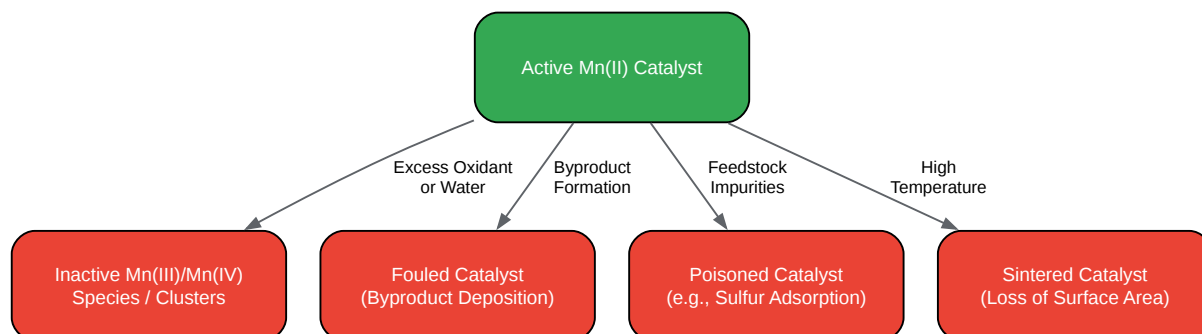 Active Mn(II) Catalyst
Excess Oxidant
or Water
Byproduct
Formation
Feedstock
Impurities
High
Temperature
Inactive Mn(III)/Mn(IV)
Species / Clusters
Fouled Catalyst
(Byproduct Deposition)
Poisoned Catalyst
(e.g., Sulfur Adsorption)
Sintered Catalyst
(Loss of Surface Area)